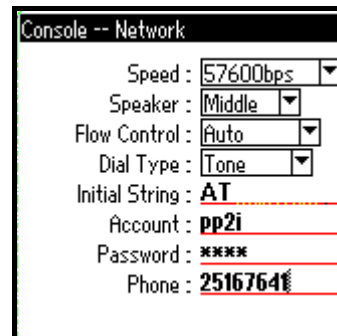 Console -- Network
Speed : 57600bps
Speaker : Middle
Flow Control : Auto
Dial Type : Tone
Initial String : AT
Account : pp2i
Password : ****
Phone : 25167641